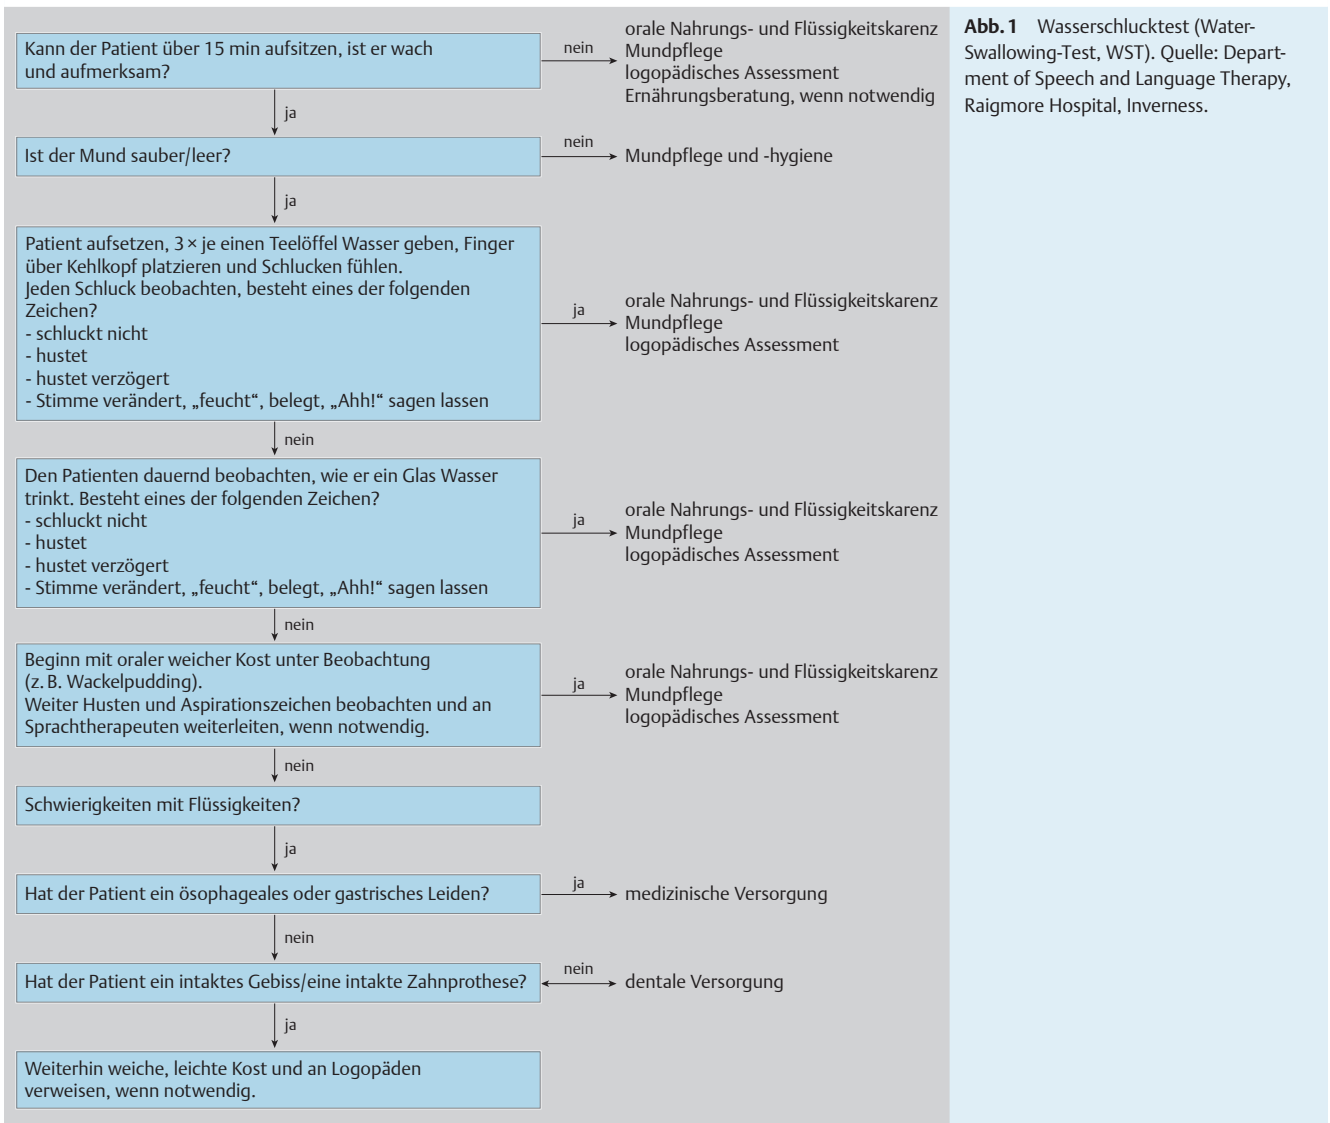 Kann der Patient über 15 min aufsitzen, ist er wach
und aufmerksam?
nein
orale Nahrungs- und Flüssigkeitskarenz
Mundpflege
logopädisches Assessment
Ernährungsberatung, wenn notwendig
ja
Ist der Mund sauber/leer?
nein
Mundpflege und -hygiene
ja
Patient aufsetzen, 3 × je einen Teelöffel Wasser geben, Finger
über Kehlkopf platzieren und Schlucken fühlen.
Jeden Schluck beobachten, besteht eines der folgenden
Zeichen?
- schluckt nicht
- hustet
- hustet verzögert
- Stimme verändert, „feucht“, belegt, „Ahh!“ sagen lassen
ja
orale Nahrungs- und Flüssigkeitskarenz
Mundpflege
logopädisches Assessment
nein
Den Patienten dauernd beobachten, wie er ein Glas Wasser
trinkt. Besteht eines der folgenden Zeichen?
- schluckt nicht
- hustet
- hustet verzögert
- Stimme verändert, „feucht“, belegt, „Ahh!“ sagen lassen
ja
orale Nahrungs- und Flüssigkeitskarenz
Mundpflege
logopädisches Assessment
nein
Beginn mit oraler weicher Kost unter Beobachtung
(z. B. Wackelpudding).
Weiter Husten und Aspirationszeichen beobachten und an
Sprachtherapeuten weiterleiten, wenn notwendig.
ja
orale Nahrungs- und Flüssigkeitskarenz
Mundpflege
logopädisches Assessment
nein
Schwierigkeiten mit Flüssigkeiten?
ja
Hat der Patient ein ösophageales oder gastrisches Leiden?
ja
medizinische Versorgung
nein
Hat der Patient ein intaktes Gebiss/eine intakte Zahnprothese?
nein
dentale Versorgung
ja
Weiterhin weiche, leichte Kost und an Logopäden
verweisen, wenn notwendig.
Abb. 1 Wasserschlucktest (Water-
Swallowing-Test, WST). Quelle: Depart-
ment of Speech and Language Therapy,
Raigmore Hospital, Inverness.